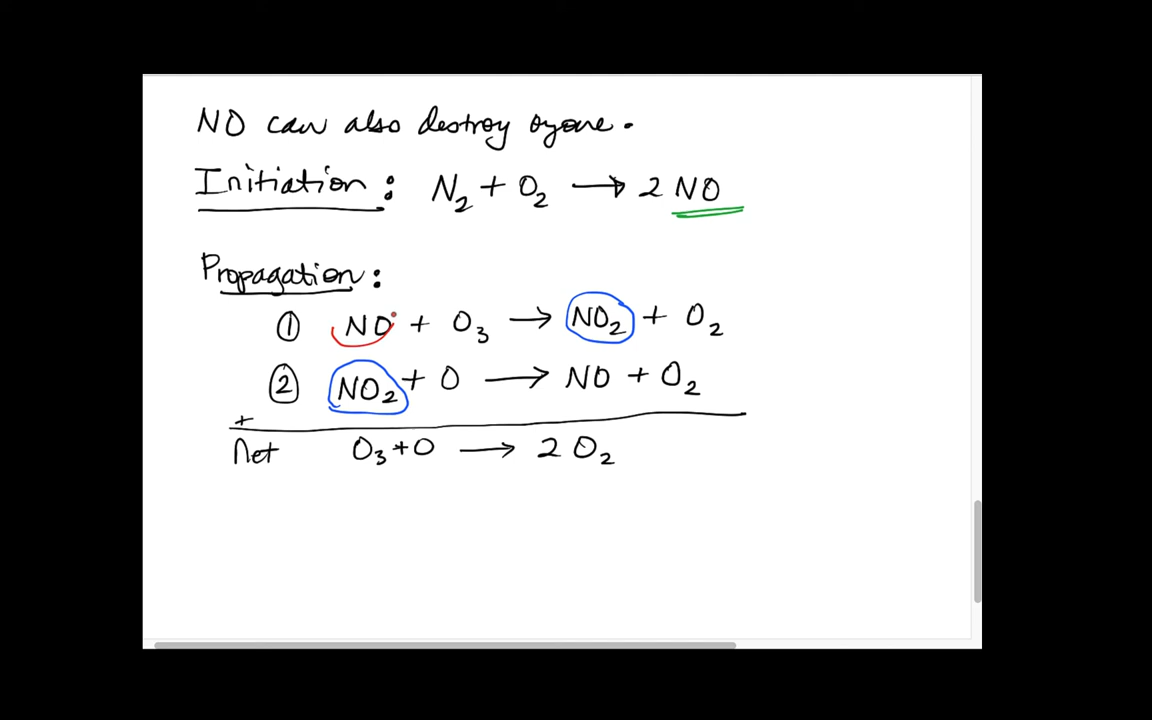 NO can also destroy ozone.
Initiation: N₂ + O₂ → 2 NO
Propagation:
① NO + O₃ → NO₂ + O₂
② NO₂ + O → NO + O₂
+
Net O₃ + O → 2 O₂